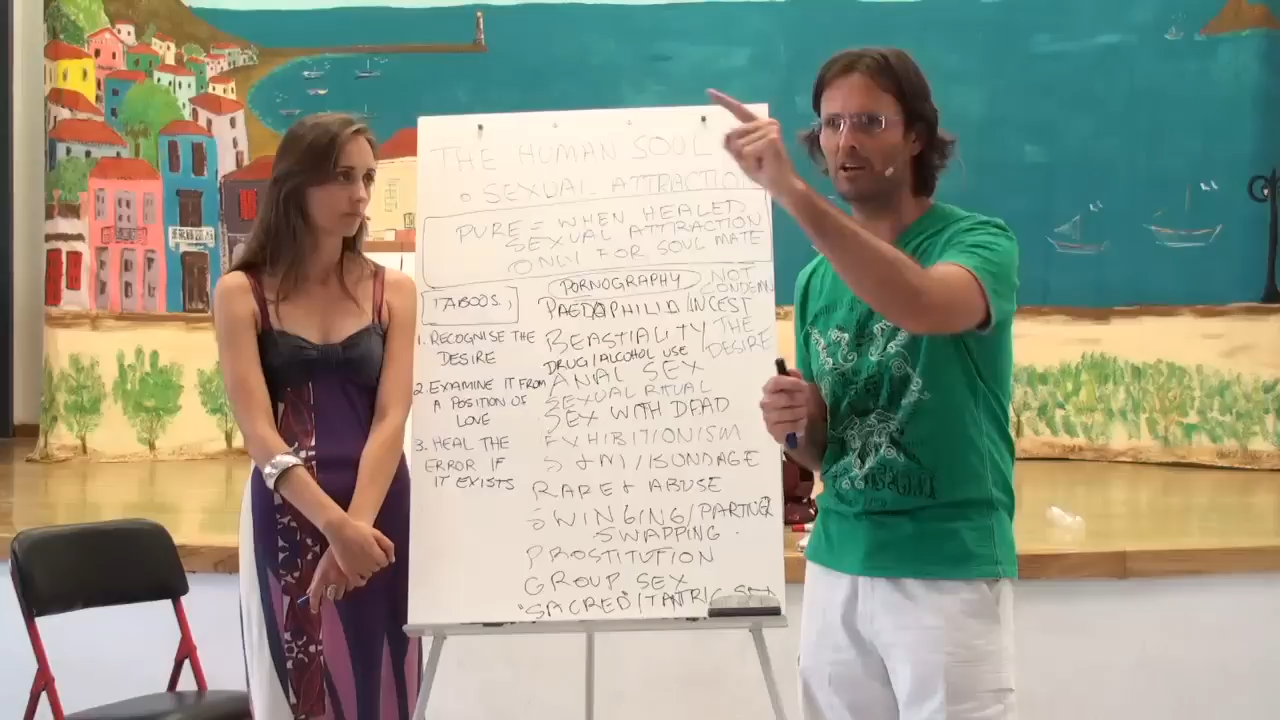 THE HUMAN SOUL
• SEXUAL ATTRACTION
PURE = WHEN HEALED
SEXUAL ATTRACTION
ONLY FOR SOUL MATE
PORNOGRAPHY
NOT
CONDEMN
THE
DESIRE
TABOOS,
1. RECOGNISE THE
DESIRE
2. EXAMINE IT FROM
A POSITION OF
LOVE
3. HEAL THE
ERROR IF
IT EXISTS
PAEDOPHILIA/INCEST
BEASTIALITY
DRUG/ALCOHOL USE
ANAL SEX
SEXUAL RITUAL
SEX WITH DEAD
EXHIBITIONISM
S+M/BONDAGE
RAPE + ABUSE
SWINGING/PARTNER
SWAPPING
PROSTITUTION
GROUP SEX
"SACRED"/TANTRIC SEX